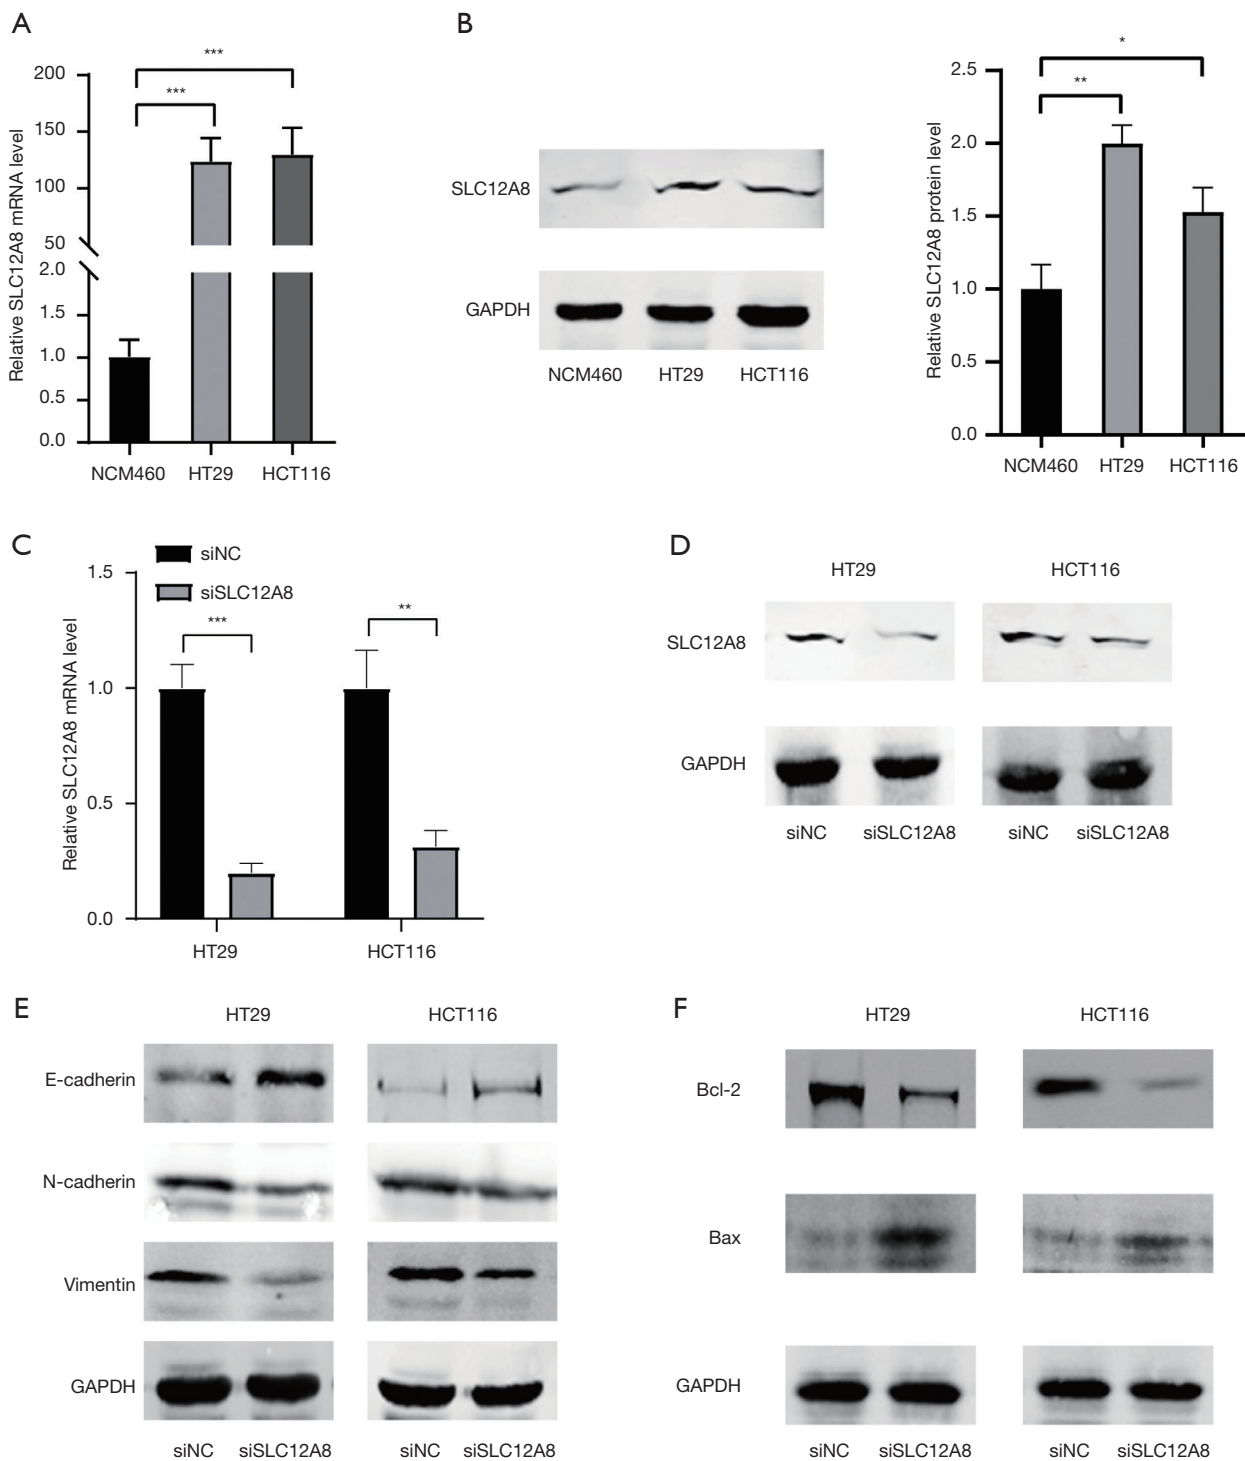 A
Relative SLC12A8 mRNA level
200
150
100
50
2.0
1.5
1.0
0.5
0.0
***
***
NCM460 HT29 HCT116
B
SLC12A8
GAPDH
NCM460 HT29 HCT116
Relative SLC12A8 protein level
2.5
2.0
1.5
1.0
0.5
0.0
*
**
NCM460 HT29 HCT116
C
siNC
siSLC12A8
Relative SLC12A8 mRNA level
1.5
1.0
0.5
0.0
***
**
HT29 HCT116
D
HT29 HCT116
SLC12A8
GAPDH
siNC siSLC12A8 siNC siSLC12A8
E
HT29 HCT116
E-cadherin
N-cadherin
Vimentin
GAPDH
siNC siSLC12A8 siNC siSLC12A8
F
HT29 HCT116
Bcl-2
Bax
GAPDH
siNC siSLC12A8 siNC siSLC12A8